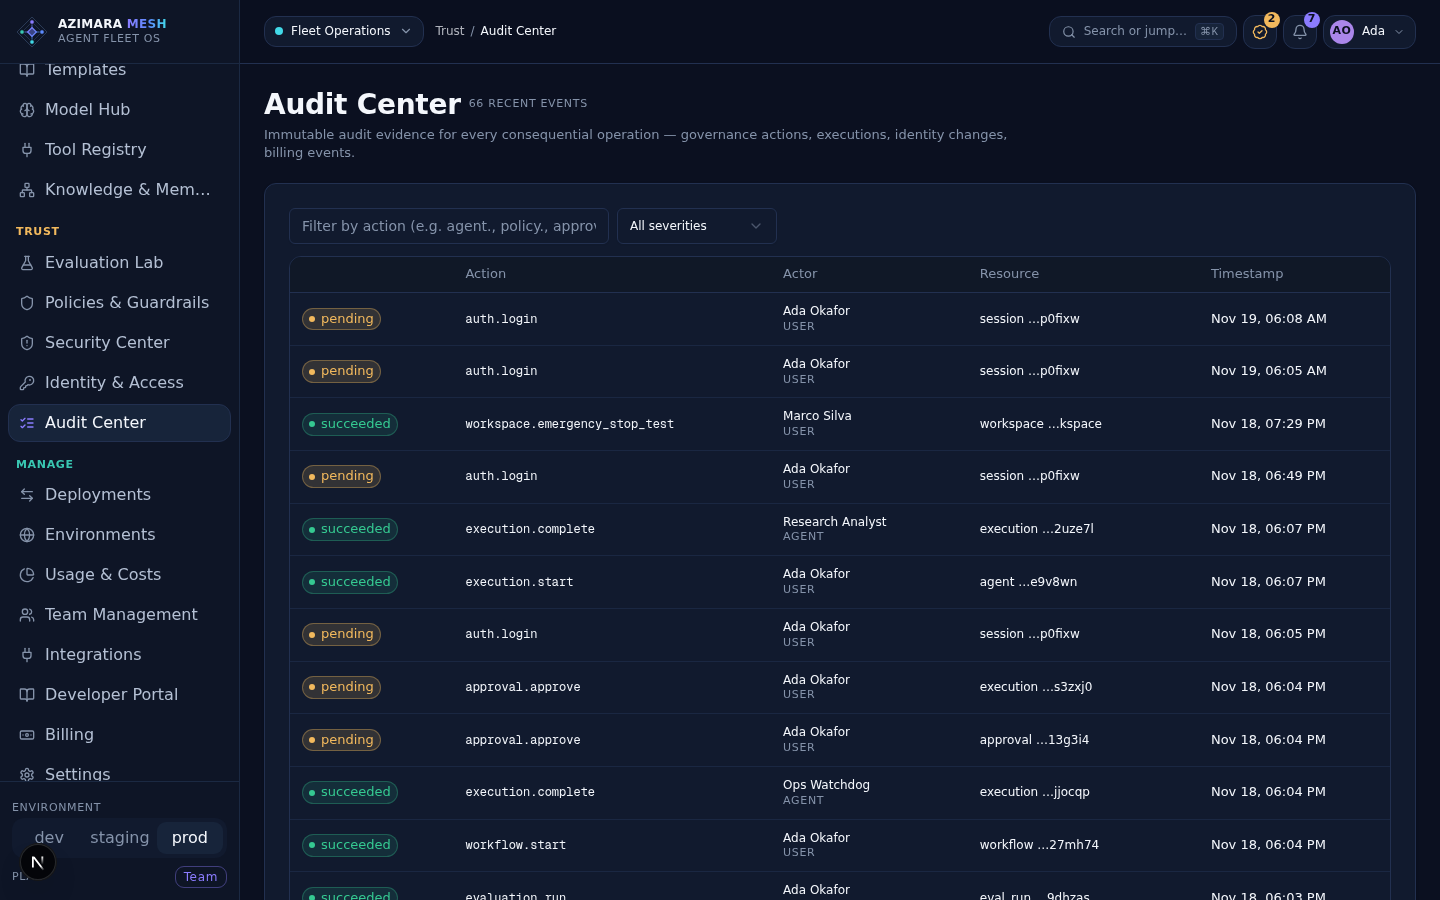 AZIMARA MESH
AGENT FLEET OS
Templates
Model Hub
Tool Registry
Knowledge & Mem…
TRUST
Evaluation Lab
Policies & Guardrails
Security Center
Identity & Access
Audit Center
MANAGE
Deployments
Environments
Usage & Costs
Team Management
Integrations
Developer Portal
Billing
Settings
ENVIRONMENT
dev staging prod
N
Team
Fleet Operations
Trust / Audit Center
Search or jump… ⌘K
2
7
AO Ada
Audit Center 66 RECENT EVENTS
Immutable audit evidence for every consequential operation — governance actions, executions, identity changes,
billing events.
Filter by action (e.g. agent., policy., approv
All severities
Action Actor Resource Timestamp
pending auth.login Ada Okafor USER session …p0fixw Nov 19, 06:08 AM
pending auth.login Ada Okafor USER session …p0fixw Nov 19, 06:05 AM
succeeded workspace.emergency_stop_test Marco Silva USER workspace …kspace Nov 18, 07:29 PM
pending auth.login Ada Okafor USER session …p0fixw Nov 18, 06:49 PM
succeeded execution.complete Research Analyst AGENT execution …2uze7l Nov 18, 06:07 PM
succeeded execution.start Ada Okafor USER agent …e9v8wn Nov 18, 06:07 PM
pending auth.login Ada Okafor USER session …p0fixw Nov 18, 06:05 PM
pending approval.approve Ada Okafor USER execution …s3zxj0 Nov 18, 06:04 PM
pending approval.approve Ada Okafor USER approval …13g3i4 Nov 18, 06:04 PM
succeeded execution.complete Ops Watchdog AGENT execution …jjocqp Nov 18, 06:04 PM
succeeded workflow.start Ada Okafor USER workflow …27mh74 Nov 18, 06:04 PM
succeeded evaluation.run Ada Okafor eval_run …9dhzas Nov 18, 06:03 PM